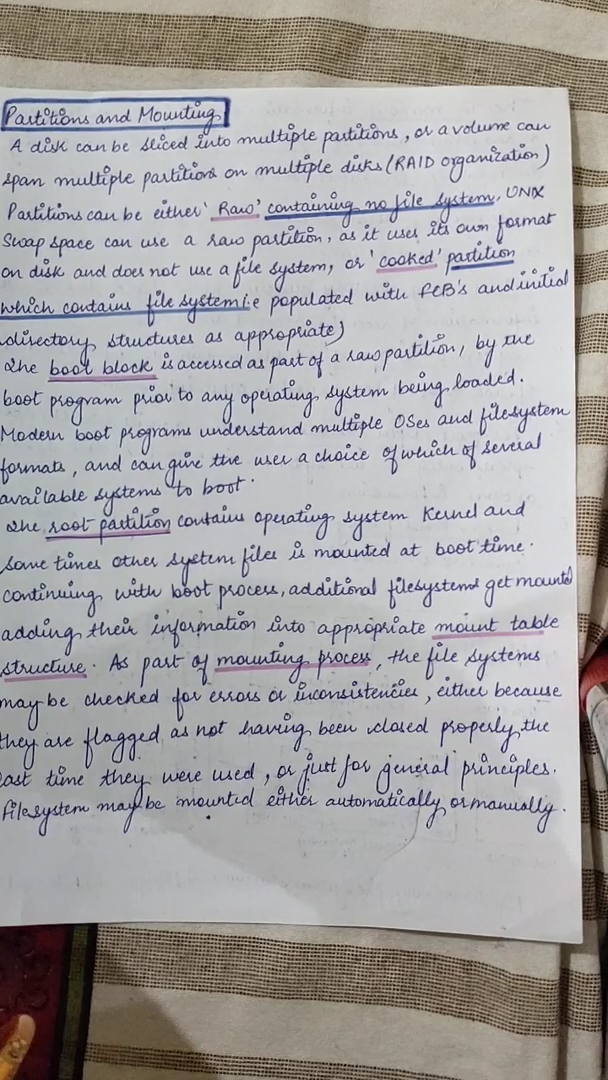 Partitions and Mounting
A disk can be sliced into multiple partitions, or a volume can
span multiple partitions on multiple disks (RAID organization)
Partitions can be either 'Raw' containing no file system. UNIX
Swap space can use a raw partition, as it uses its own format
on disk and does not use a file system, or 'cooked' partition
which contains file system (i.e populated with FCB's and initial
directory structures as appropriate)
The boot block is accessed as part of a raw partition, by the
boot program prior to any operating system being loaded.
Modern boot programs understand multiple OSes and filesystem
formats, and can give the user a choice of which of several
available systems to boot.
The root partition contains operating system Kernel and
some times other system files is mounted at boot time.
continuing with boot process, additional filesystems get mounted
adding their information into appropriate mount table
structure. As part of mounting process, the file systems
may be checked for errors or inconsistencies, either because
they are flagged as not having been closed properly the
last time they were used, or just for general principles.
filesystem may be mounted either automatically or manually.